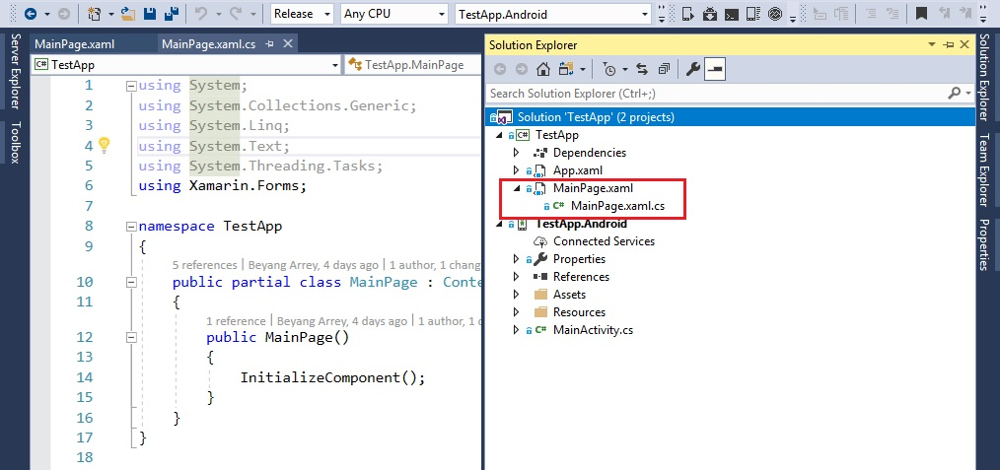 Release
Any CPU
TestApp.Android
Server Explorer
Toolbox
MainPage.xaml
MainPage.xaml.cs
TestApp
TestApp.MainPage
1 using System;
2 using System.Collections.Generic;
3 using System.Linq;
4 using System.Text;
5 using System.Threading.Tasks;
6 using Xamarin.Forms;
7
8 namespace TestApp
9 {
5 references | Beyang Arrey, 4 days ago | 1 author, 1 chang
10 public partial class MainPage : Conte
11 {
1 reference | Beyang Arrey, 4 days ago | 1 author, 1 c
12 public MainPage()
13 {
14 InitializeComponent();
15 }
16 }
17 }
18
Solution Explorer
Search Solution Explorer (Ctrl+;)
Solution 'TestApp' (2 projects)
C# TestApp
Dependencies
App.xaml
MainPage.xaml
C# MainPage.xaml.cs
TestApp.Android
Connected Services
Properties
References
Assets
Resources
C# MainActivity.cs
Solution Explorer
Team Explorer
Properties